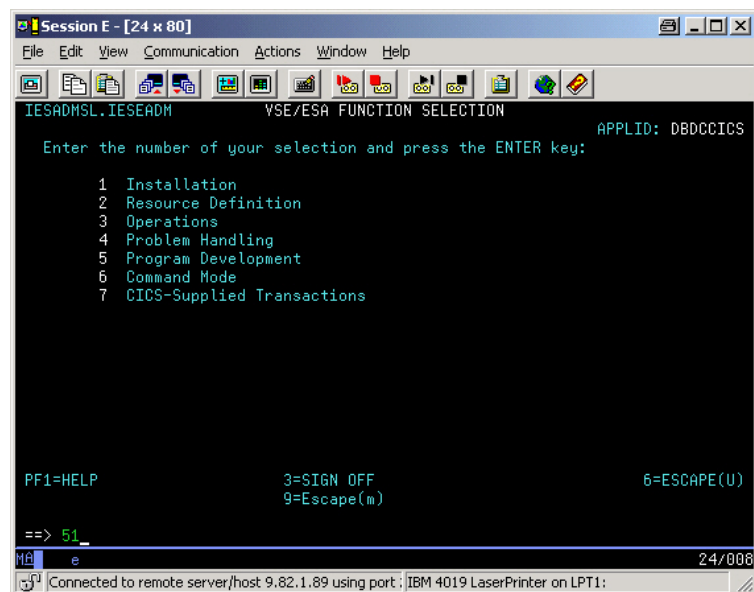 Session E - [24 x 80]
File Edit View Communication Actions Window Help
IESADMSL.IESEADM VSE/ESA FUNCTION SELECTION
APPLID: DBDCCICS
Enter the number of your selection and press the ENTER key:
1 Installation
2 Resource Definition
3 Operations
4 Problem Handling
5 Program Development
6 Command Mode
7 CICS-Supplied Transactions
PF1=HELP 3=SIGN OFF 6=ESCAPE(U)
9=Escape(m)
==> 51_
MA e 24/008
Connected to remote server/host 9.82.1.89 using port : IBM 4019 LaserPrinter on LPT1: